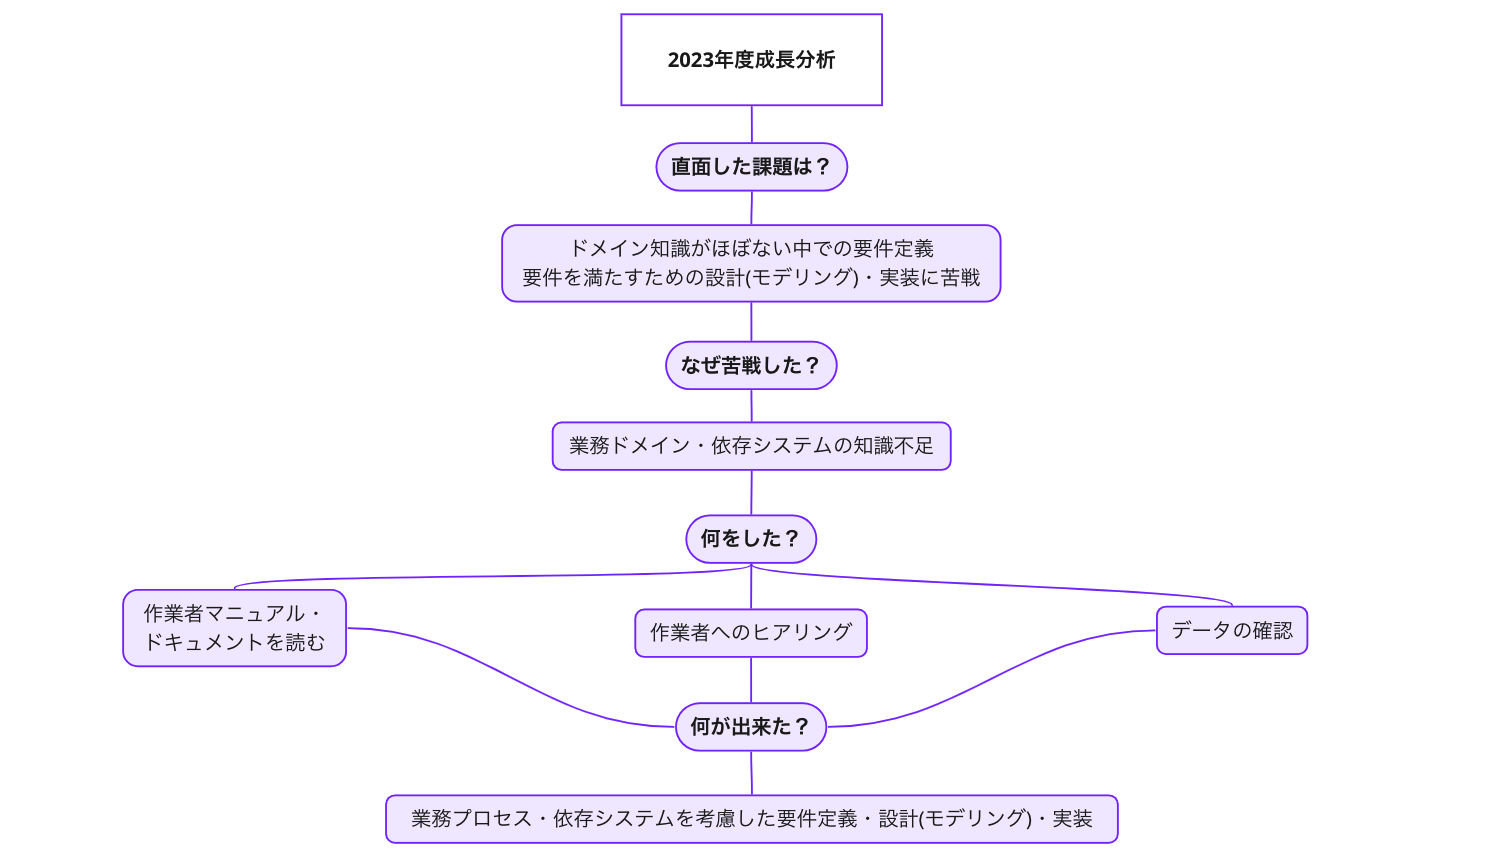 2023年度成長分析
直面した課題は？
ドメイン知識がほぼない中での要件定義
要件を満たすための設計(モデリング)・実装に苦戦
なぜ苦戦した？
業務ドメイン・依存システムの知識不足
何をした？
作業者マニュアル・
ドキュメントを読む
作業者へのヒアリング
データの確認
何が出来た？
業務プロセス・依存システムを考慮した要件定義・設計(モデリング)・実装